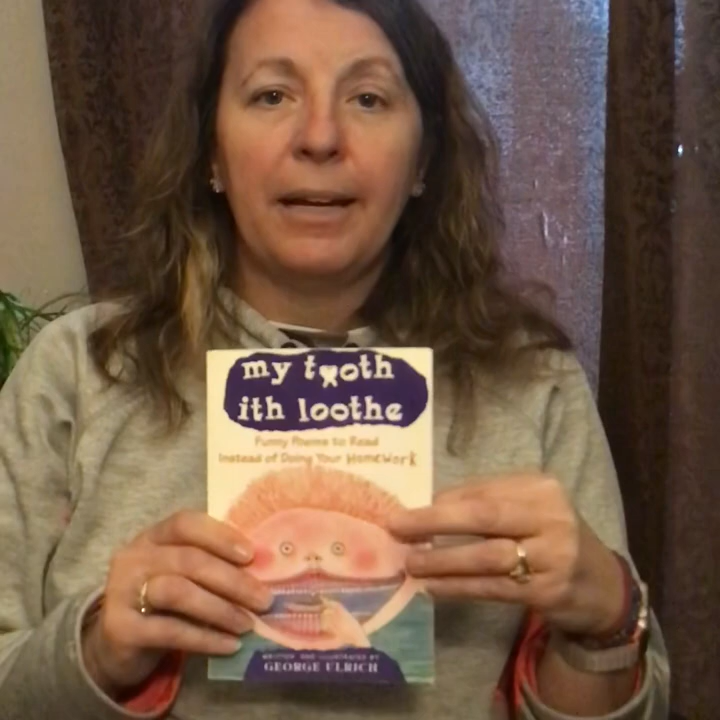 my tooth
ith loothe
Funny Poems to Read
Instead of Doing Your Homework
WRITTEN AND ILLUSTRATED BY
GEORGE ULRICH